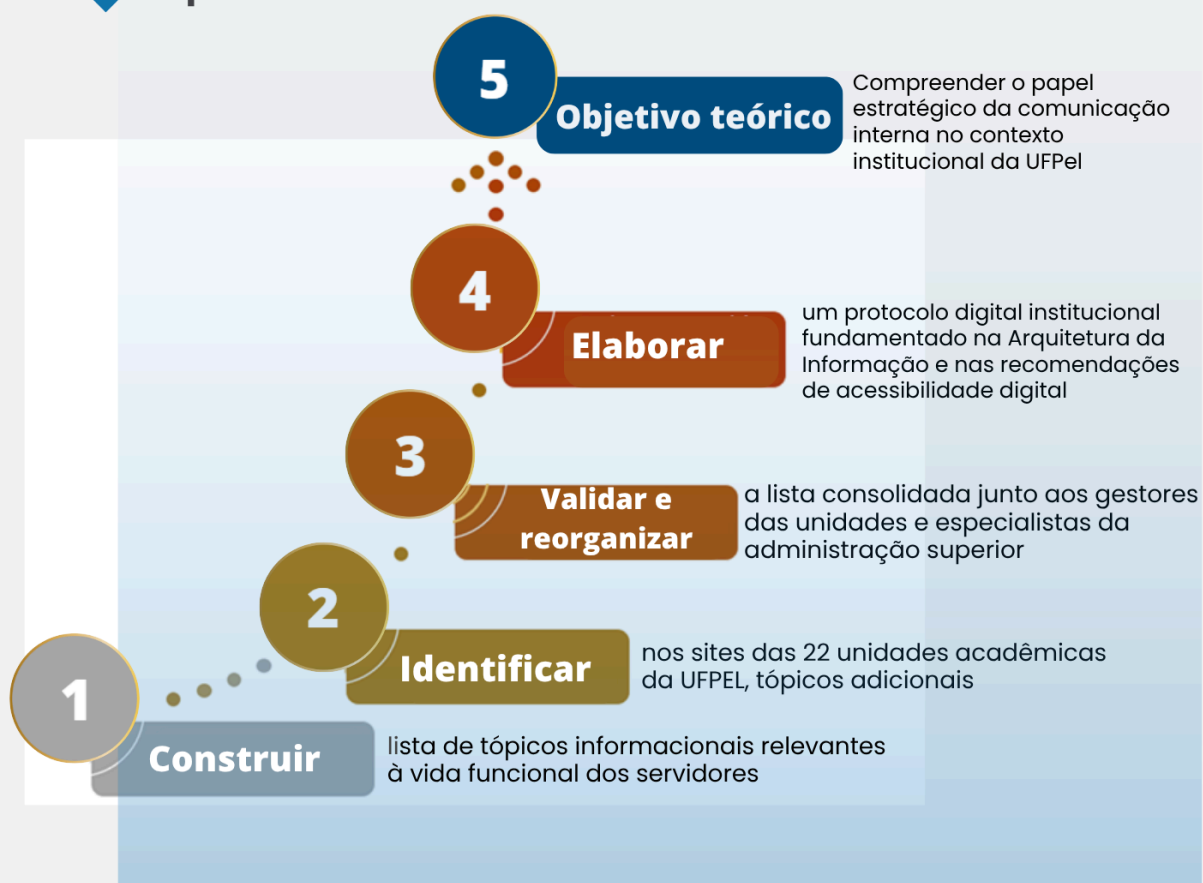 5
Objetivo teórico
Compreender o papel
estratégico da comunicação
interna no contexto
institucional da UFPel
4
Elaborar
um protocolo digital institucional
fundamentado na Arquitetura da
Informação e nas recomendações
de acessibilidade digital
3
Validar e
reorganizar
a lista consolidada junto aos gestores
das unidades e especialistas da
administração superior
2
Identificar
nos sites das 22 unidades acadêmicas
da UFPEL, tópicos adicionais
1
Construir
lista de tópicos informacionais relevantes
à vida funcional dos servidores